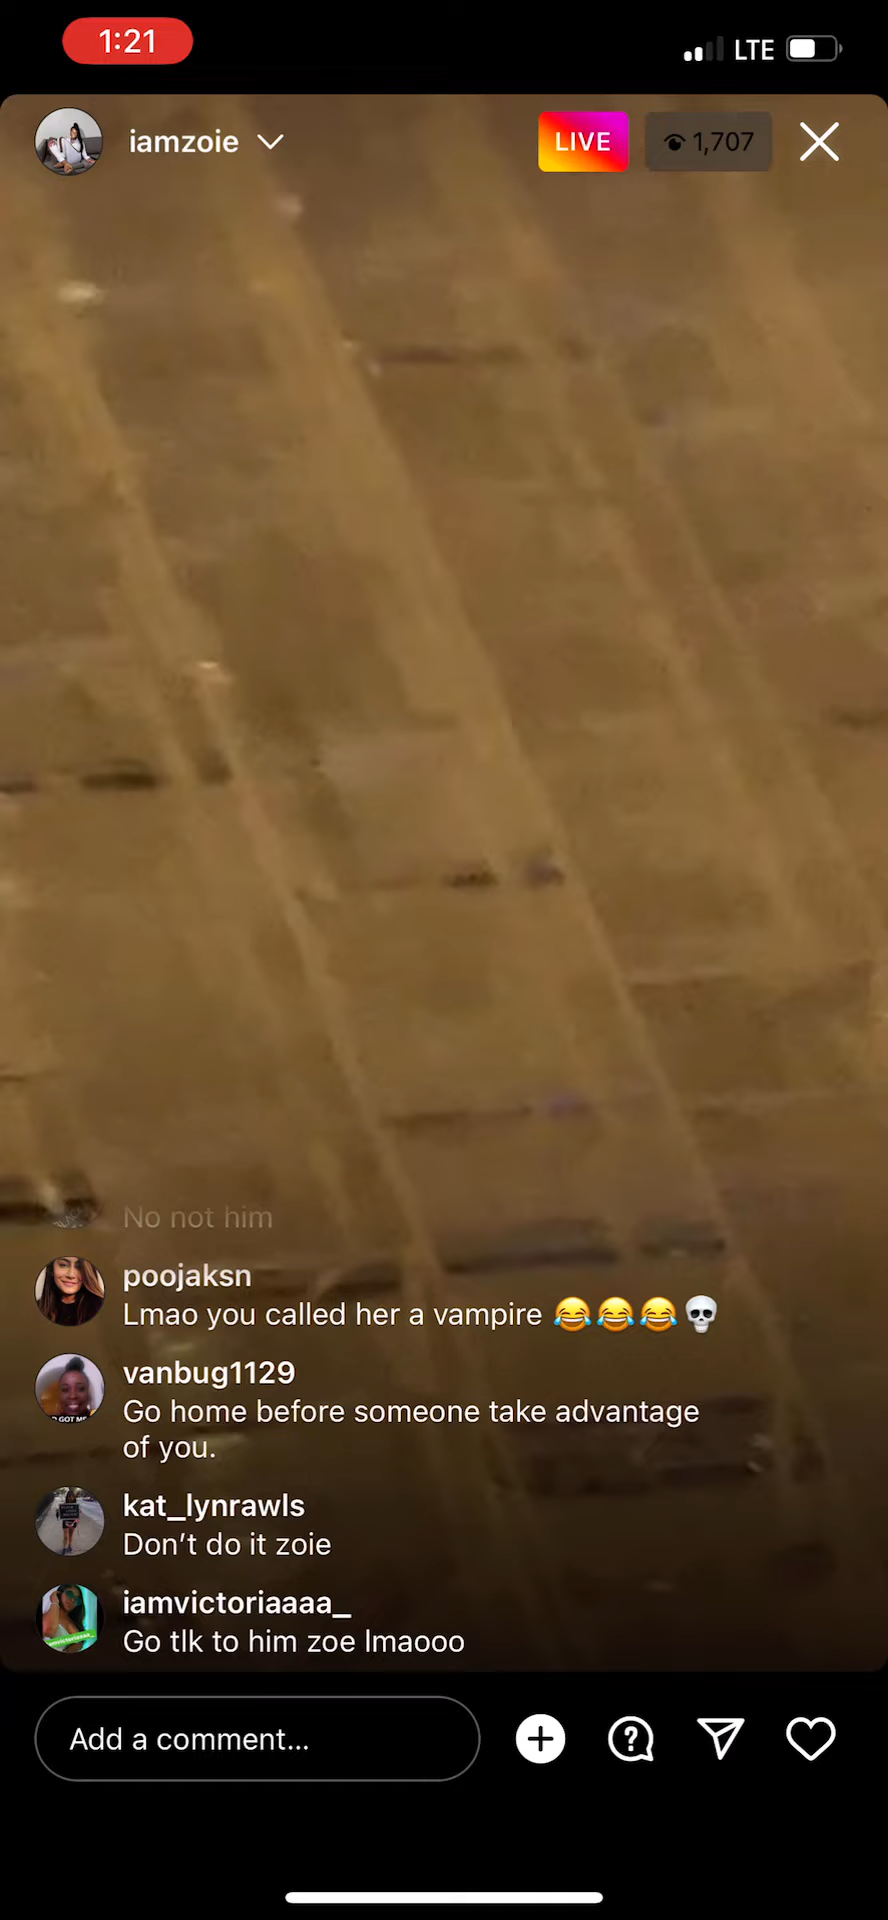 1:21
LTE
iamzoie
LIVE
1,707
No not him
poojaksn
Lmao you called her a vampire 😂😂😂💀
vanbug1129
Go home before someone take advantage
of you.
kat_lynrawls
Don’t do it zoie
iamvictoriaaaa_
Go tlk to him zoe lmaooo
Add a comment...